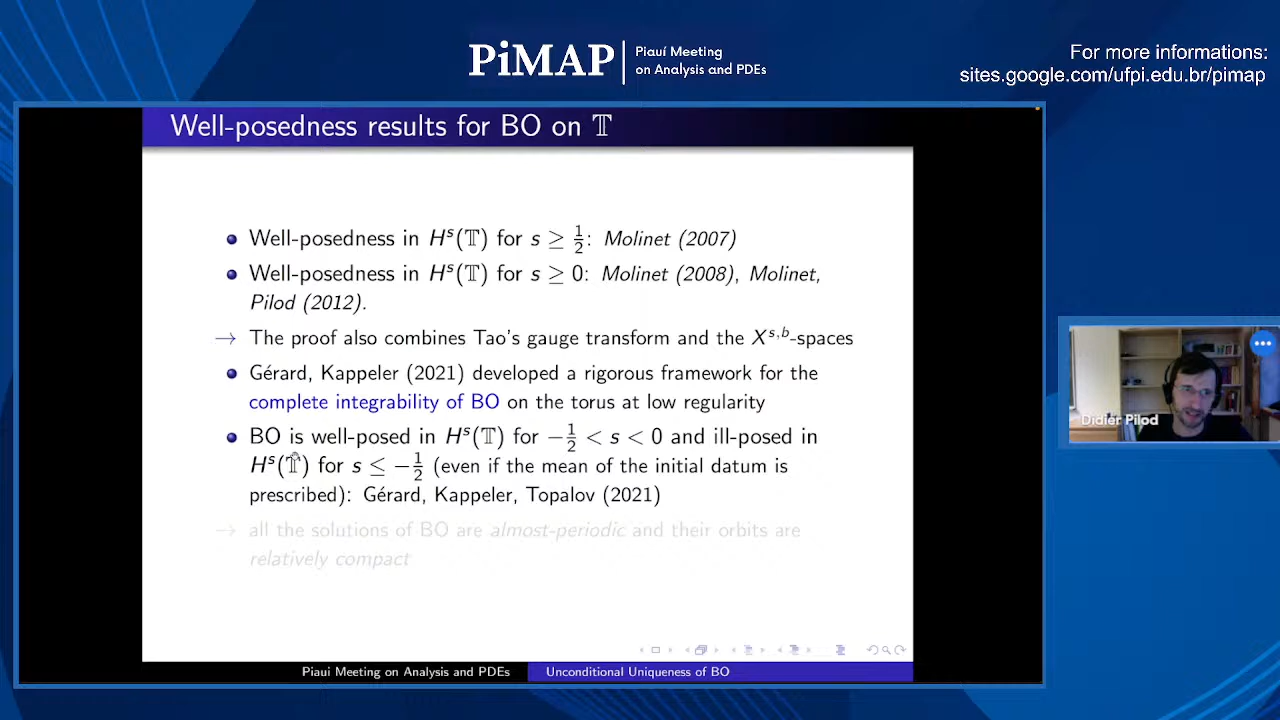 PiMAP
Piauí Meeting
on Analysis and PDEs
For more informations:
sites.google.com/ufpi.edu.br/pimap
Well-posedness results for BO on 𝕋
Well-posedness in H^s(𝕋) for s ≥ 1/2: Molinet (2007)
Well-posedness in H^s(𝕋) for s ≥ 0: Molinet (2008), Molinet,
Pilod (2012).
→ The proof also combines Tao's gauge transform and the X^{s,b}-spaces
Gérard, Kappeler (2021) developed a rigorous framework for the
complete integrability of BO on the torus at low regularity
BO is well-posed in H^s(𝕋) for −1/2 < s < 0 and ill-posed in
H^s(𝕋) for s ≤ −1/2 (even if the mean of the initial datum is
prescribed): Gérard, Kappeler, Topalov (2021)
→ all the solutions of BO are almost-periodic and their orbits are
relatively compact
Piaui Meeting on Analysis and PDEs
Unconditional Uniqueness of BO
Didier Pilod